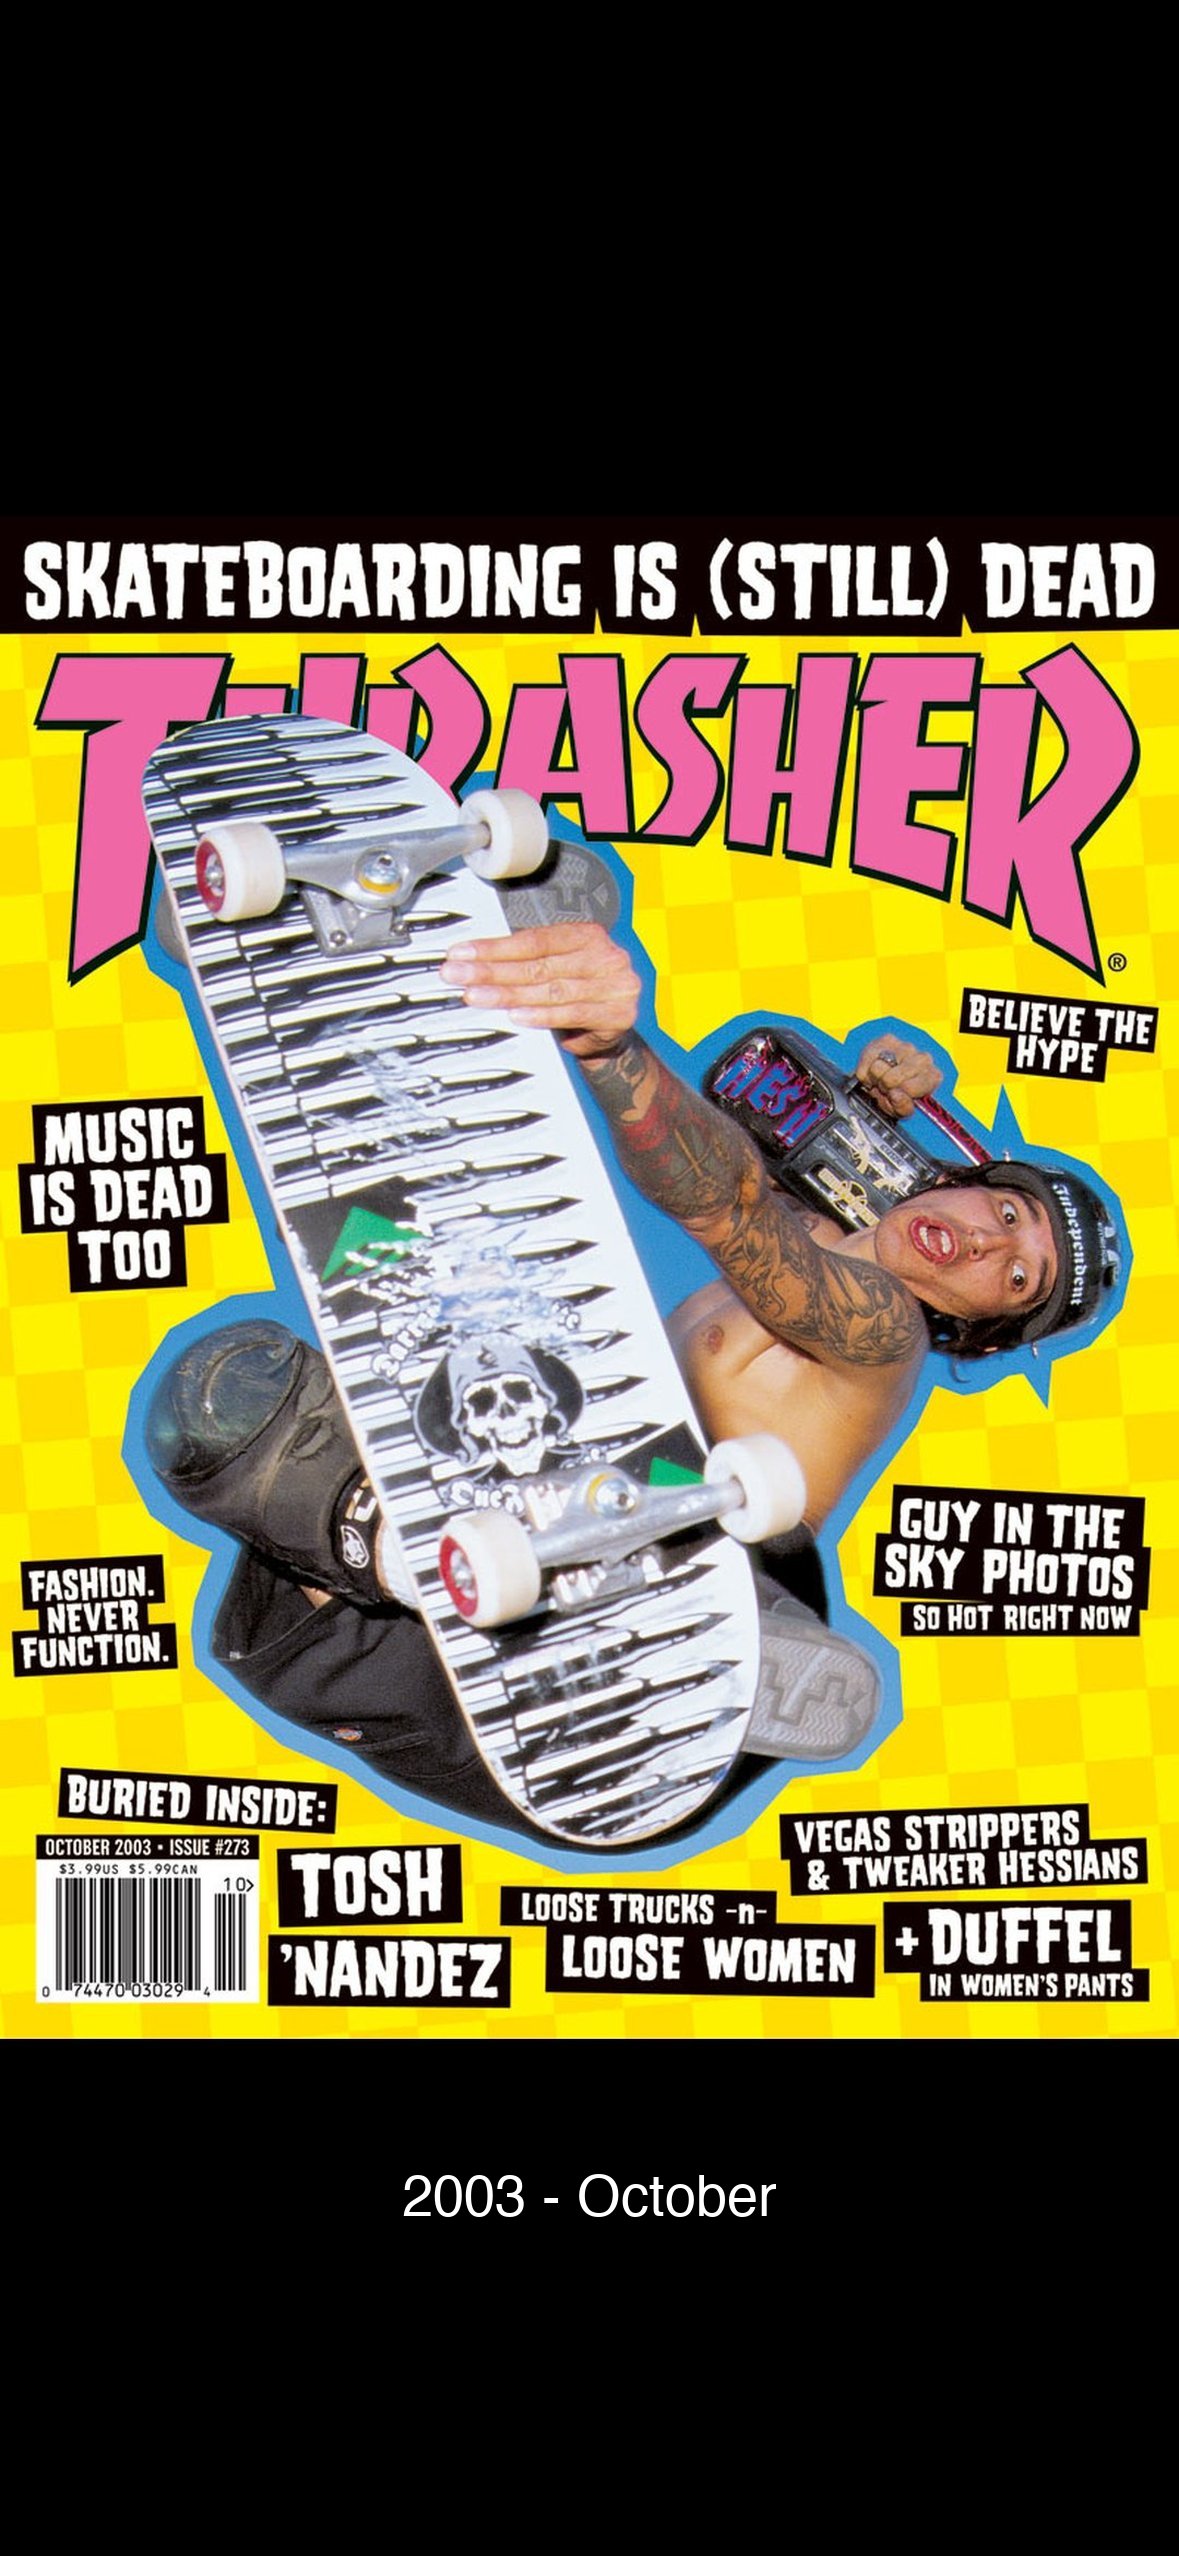 SKATEBOARDING IS (STILL) DEAD
THRASHER
®
BELIEVE THE
HYPE
HESH
Independent
MUSIC
IS DEAD
TOO
GUY IN THE
SKY PHOTOS
SO HOT RIGHT NOW
FASHION.
NEVER
FUNCTION.
BURIED INSIDE:
OCTOBER 2003 • ISSUE #273
$3.99US $5.99CAN
10>
0 74470 03029 4
TOSH
'NANDEZ
LOOSE TRUCKS -n-
LOOSE WOMEN
VEGAS STRIPPERS
& TWEAKER HESSIANS
+ DUFFEL
IN WOMEN'S PANTS
2003 - October